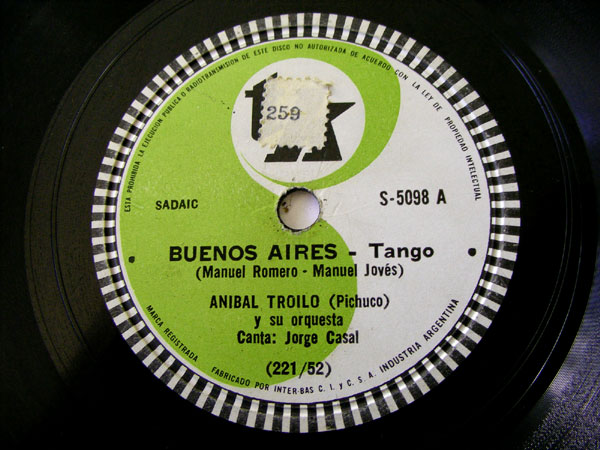 ESTA PROHIBIDA LA EJECUCION PUBLICA O RADIOTRANSMISION DE ESTE DISCO NO AUTORIZADA DE ACUERDO CON LA LEY DE PROPIEDAD INTELECTUAL
tk
259
SADAIC
S-5098 A
BUENOS AIRES - Tango
(Manuel Romero - Manuel Jovés)
ANIBAL TROILO (Pichuco)
y su orquesta
Canta: Jorge Casal
(221/52)
MARCA REGISTRADA
FABRICADO POR INTER-BAS C. I. y C. S. A. INDUSTRIA ARGENTINA